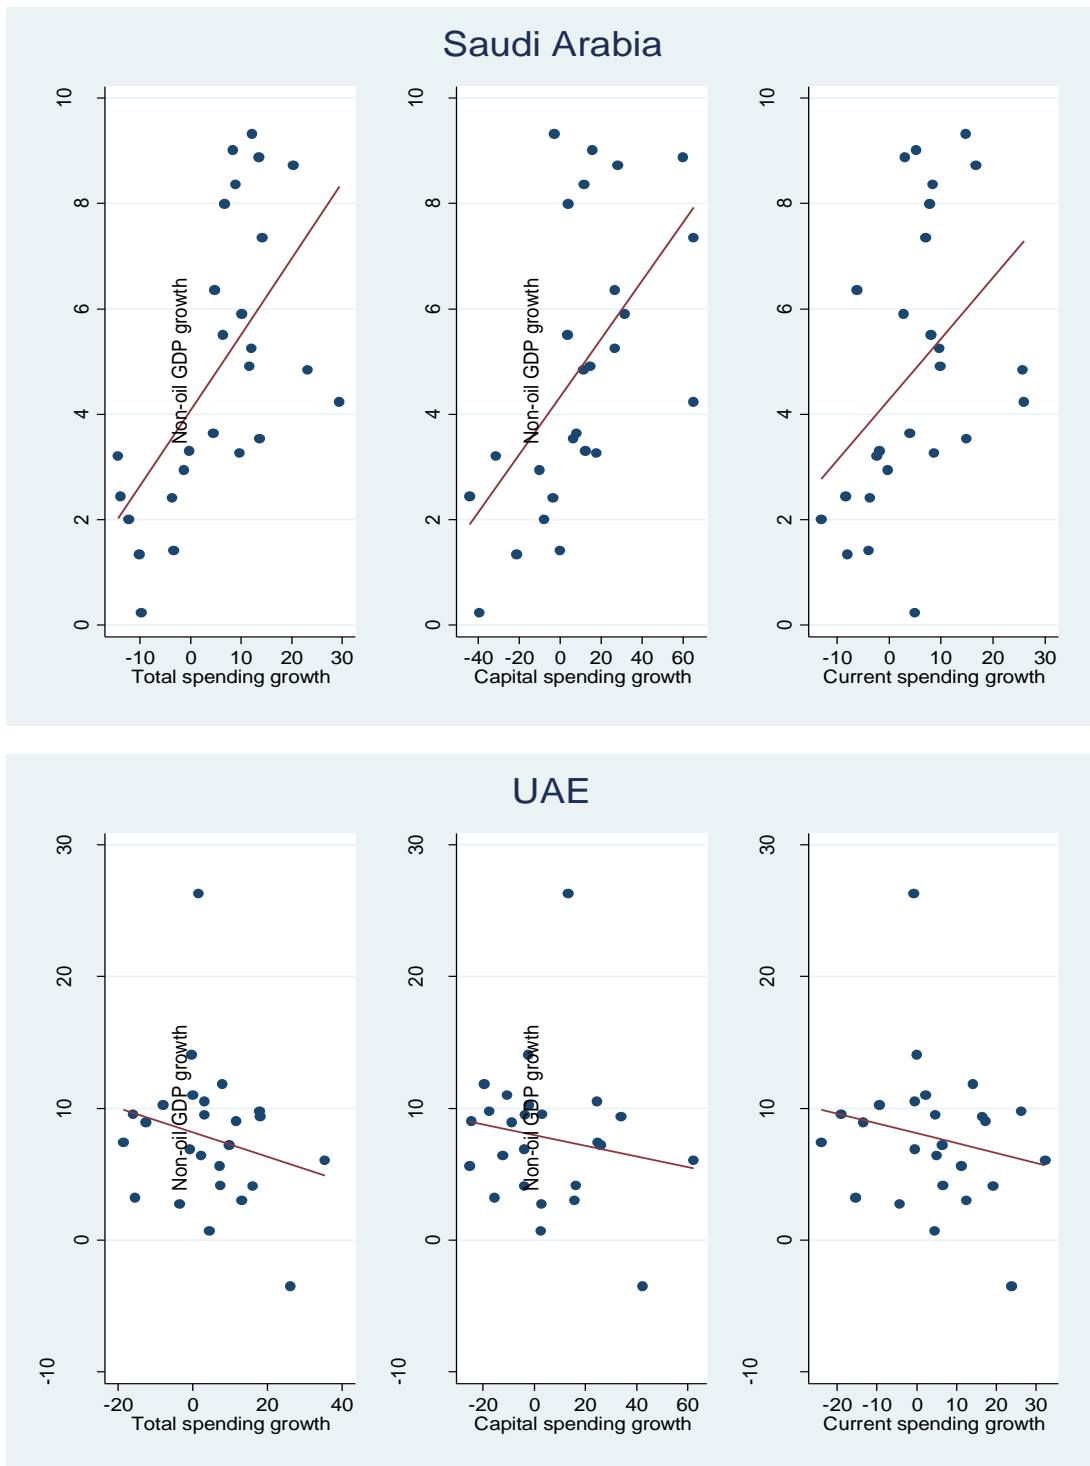 Saudi Arabia
Non-oil GDP growth
0 2 4 6 8 10
-10 0 10 20 30
Total spending growth
Non-oil GDP growth
0 2 4 6 8 10
-40 -20 0 20 40 60
Capital spending growth
0 2 4 6 8 10
-10 0 10 20 30
Current spending growth
UAE
Non-oil GDP growth
-10 0 10 20 30
-20 0 20 40
Total spending growth
Non-oil GDP growth
-10 0 10 20 30
-20 0 20 40 60
Capital spending growth
-10 0 10 20 30
-20 -10 0 10 20 30
Current spending growth